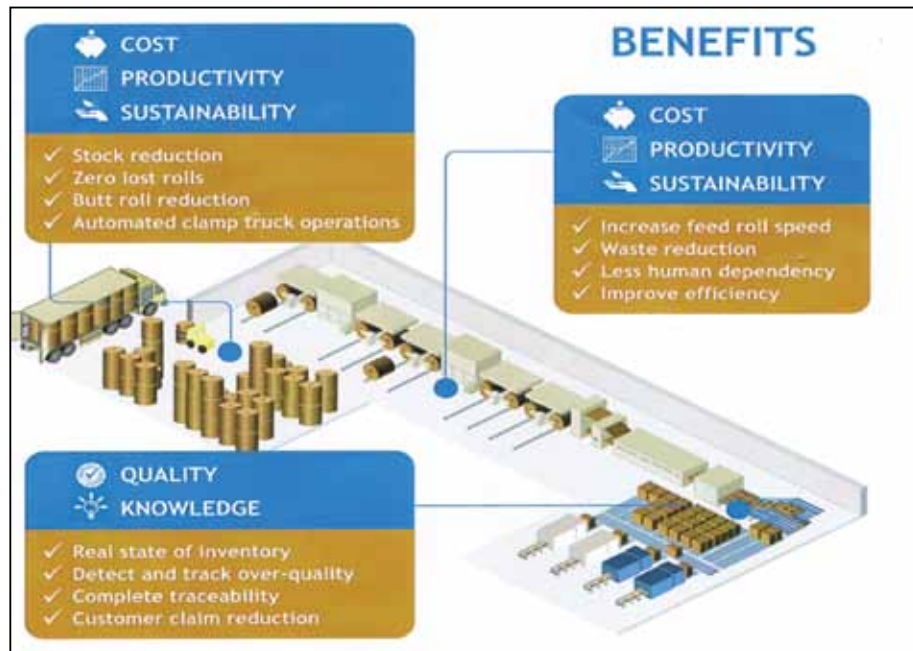 BENEFITS
COST
PRODUCTIVITY
SUSTAINABILITY
Stock reduction
Zero lost rolls
Butt roll reduction
Automated clamp truck operations
COST
PRODUCTIVITY
SUSTAINABILITY
Increase feed roll speed
Waste reduction
Less human dependency
Improve efficiency
QUALITY
KNOWLEDGE
Real state of inventory
Detect and track over-quality
Complete traceability
Customer claim reduction